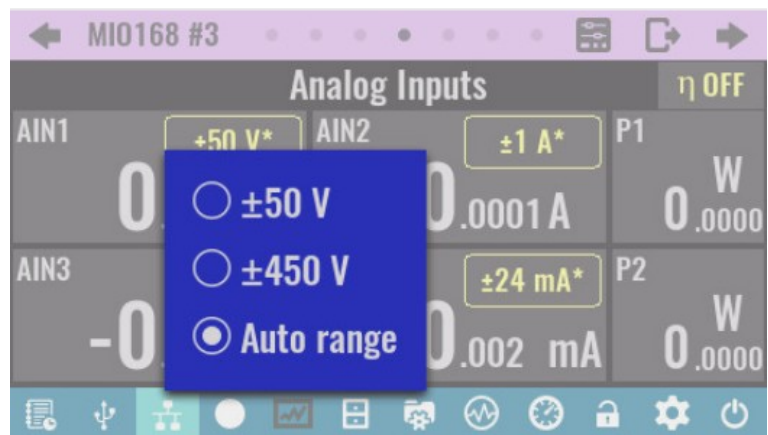 MIO168 #3
Analog Inputs
η OFF
AIN1
±50 V*
AIN2
±1 A*
P1
W
0
.0001 A
0.0000
±50 V
±450 V
Auto range
AIN3
±24 mA*
P2
W
-0
.002 mA
0.0000